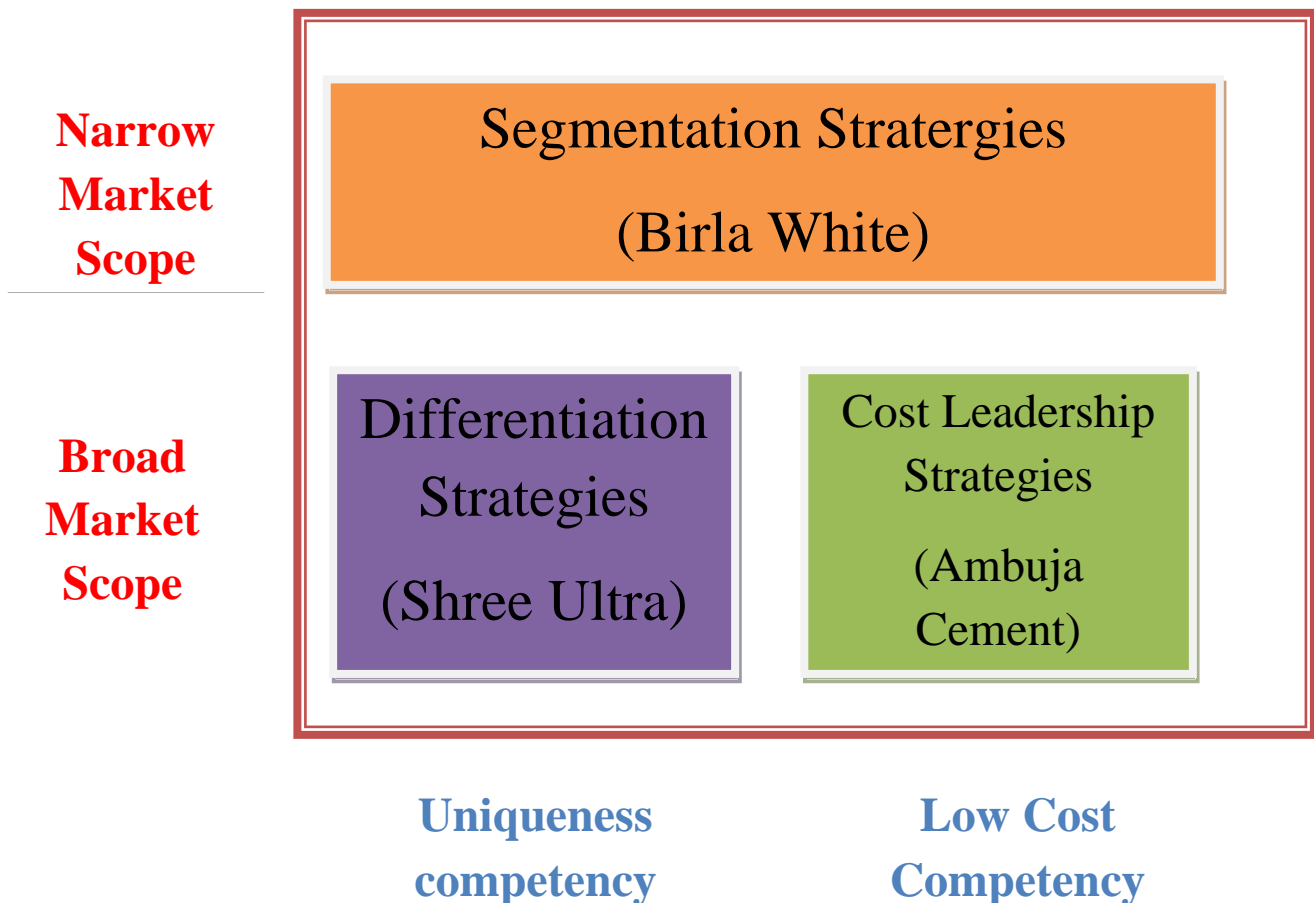 Narrow
Market
Scope
Segmentation Stratergies
(Birla White)
Broad
Market
Scope
Differentiation
Strategies
(Shree Ultra)
Cost Leadership
Strategies
(Ambuja
Cement)
Uniqueness
competency
Low Cost
Competency